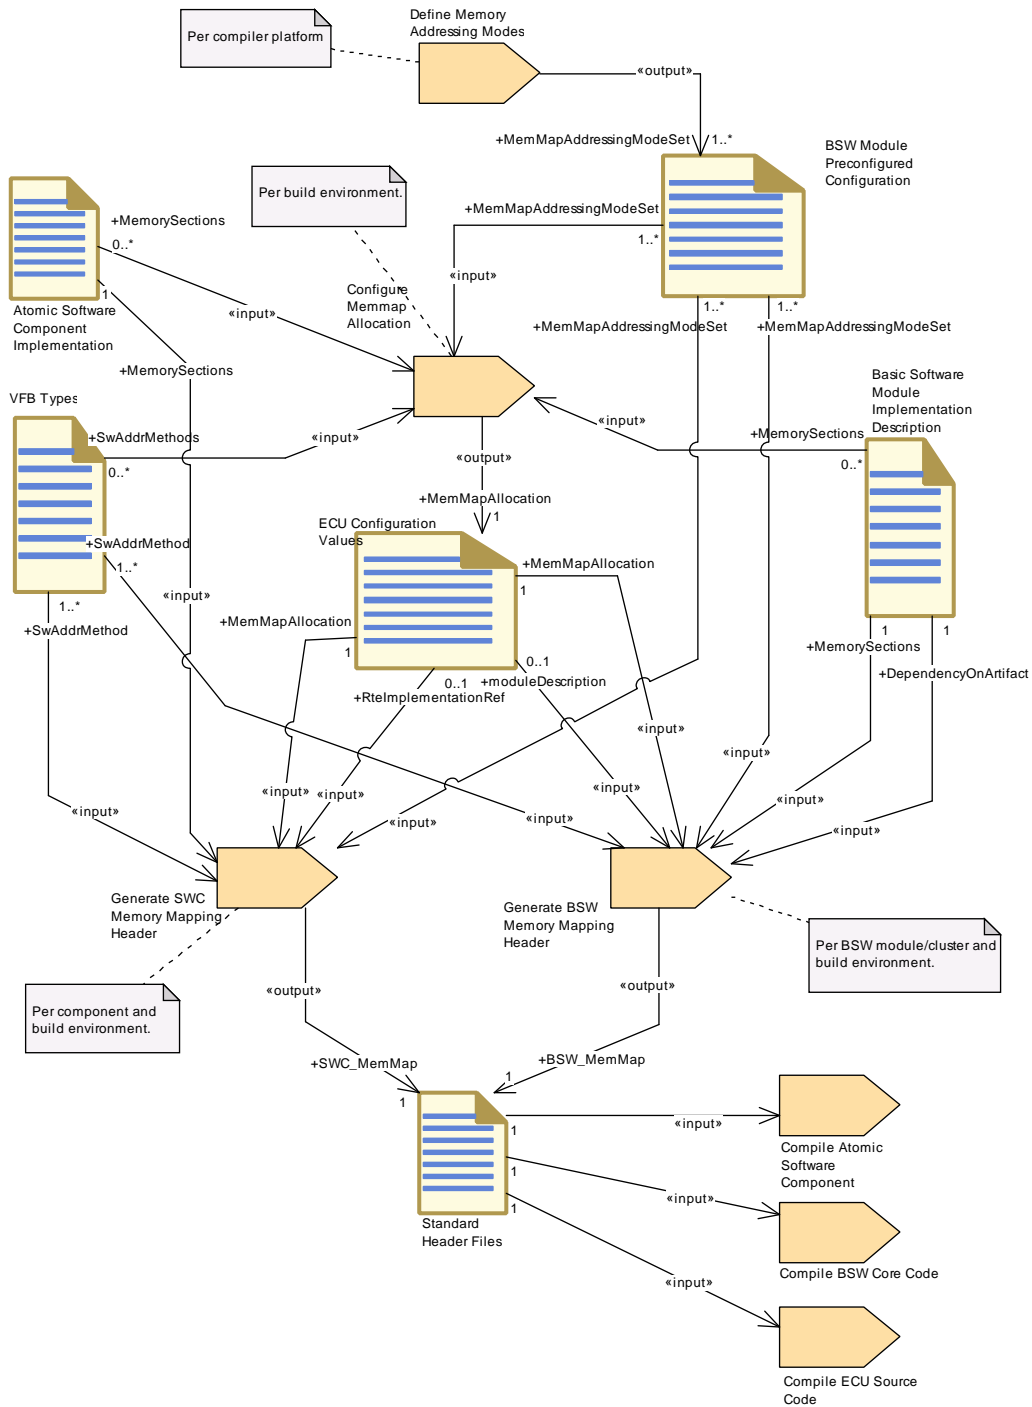 Define Memory
Addressing Modes
Per compiler platform
«output»
+MemMapAddressingModeSet
1..*
BSW Module
Preconfigured
Configuration
Per build environment.
+MemMapAddressingModeSet
1..*
+MemorySections
0..*
«input»
Configure
Memmap
Allocation
1
«input»
Atomic Software
Component
Implementation
1..*
1..*
+MemMapAddressingModeSet
+MemMapAddressingModeSet
+MemorySections
Basic Software
Module
Implementation
Description
VFB Types
+SwAddrMethods
0..*
«input»
«input»
+MemorySections
0..*
«output»
+MemMapAllocation
1
ECU Configuration
Values
+SwAddrMethod
1..*
+MemMapAllocation
1
«input»
1..*
+SwAddrMethod
+MemMapAllocation
1
1
1
+MemorySections
0..1
0..1
+moduleDescription
+RteImplementationRef
+DependencyOnArtifact
«input»
«input»
«input»
«input»
«input»
«input»
«input»
«input»
«input»
«input»
«input»
Generate SWC
Memory Mapping
Header
Generate BSW
Memory Mapping
Header
Per BSW module/cluster and
build environment.
Per component and
build environment.
«output»
«output»
+SWC_MemMap
1
+BSW_MemMap
1
1
«input»
Compile Atomic
Software
Component
1
«input»
1
Standard
Header Files
Compile BSW Core Code
«input»
Compile ECU Source
Code